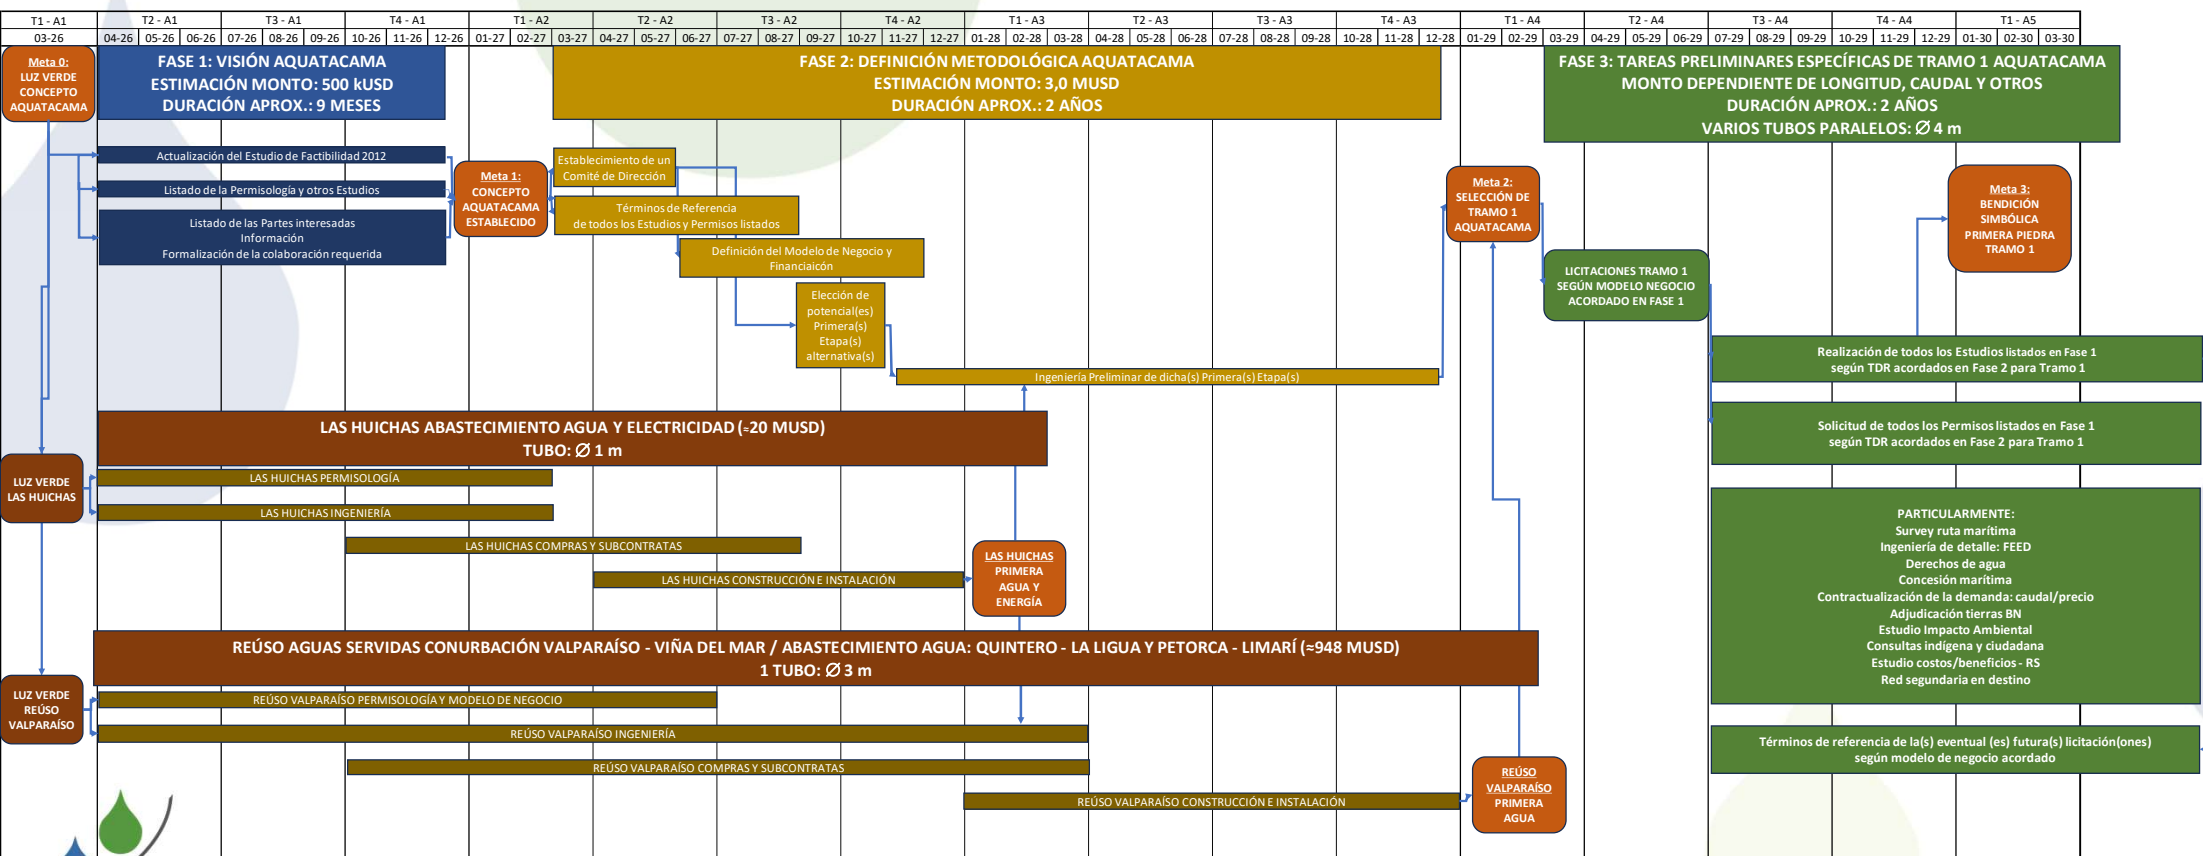 T1 - A1 T2 - A1 T3 - A1 T4 - A1 T1 - A2 T2 - A2 T3 - A2 T4 - A2 T1 - A3 T2 - A3 T3 - A3 T4 - A3 T1 - A4 T2 - A4 T3 - A4 T4 - A4 T1 - A5
03-26 04-26 05-26 06-26 07-26 08-26 09-26 10-26 11-26 12-26 01-27 02-27 03-27 04-27 05-27 06-27 07-27 08-27 09-27 10-27 11-27 12-27 01-28 02-28 03-28 04-28 05-28 06-28 07-28 08-28 09-28 10-28 11-28 12-28 01-29 02-29 03-29 04-29 05-29 06-29 07-29 08-29 09-29 10-29 11-29 12-29 01-30 02-30 03-30
Meta 0:
LUZ VERDE
CONCEPTO
AQUATACAMA
FASE 1: VISIÓN AQUATACAMA
ESTIMACIÓN MONTO: 500 kUSD
DURACIÓN APROX.: 9 MESES
FASE 2: DEFINICIÓN METODOLÓGICA AQUATACAMA
ESTIMACIÓN MONTO: 3,0 MUSD
DURACIÓN APROX.: 2 AÑOS
FASE 3: TAREAS PRELIMINARES ESPECÍFICAS DE TRAMO 1 AQUATACAMA
MONTO DEPENDIENTE DE LONGITUD, CAUDAL Y OTROS
DURACIÓN APROX.: 2 AÑOS
VARIOS TUBOS PARALELOS: Ø 4 m
Actualización del Estudio de Factibilidad 2012
Listado de la Permisología y otros Estudios
Listado de las Partes interesadas
Información
Formalización de la colaboración requerida
Meta 1:
CONCEPTO
AQUATACAMA
ESTABLECIDO
Establecimiento de un
Comité de Dirección
Términos de Referencia
de todos los Estudios y Permisos listados
Definición del Modelo de Negocio y
Financiaicón
Elección de
potencial(es)
Primera(s)
Etapa(s)
alternativa(s)
Ingeniería Preliminar de dicha(s) Primera(s) Etapa(s)
Meta 2:
SELECCIÓN DE
TRAMO 1
AQUATACAMA
LICITACIONES TRAMO 1
SEGÚN MODELO NEGOCIO
ACORDADO EN FASE 1
Meta 3:
BENDICIÓN
SIMBÓLICA
PRIMERA PIEDRA
TRAMO 1
Realización de todos los Estudios listados en Fase 1
según TDR acordados en Fase 2 para Tramo 1
Solicitud de todos los Permisos listados en Fase 1
según TDR acordados en Fase 2 para Tramo 1
PARTICULARMENTE:
Survey ruta marítima
Ingeniería de detalle: FEED
Derechos de agua
Concesión marítima
Contractualización de la demanda: caudal/precio
Adjudicación tierras BN
Estudio Impacto Ambiental
Consultas indígena y ciudadana
Estudio costos/beneficios - RS
Red segundaria en destino
Términos de referencia de la(s) eventual (es) futura(s) licitación(ones)
según modelo de negocio acordado
LAS HUICHAS ABASTECIMIENTO AGUA Y ELECTRICIDAD (≈20 MUSD)
TUBO: Ø 1 m
LUZ VERDE
LAS HUICHAS
LAS HUICHAS PERMISOLOGÍA
LAS HUICHAS INGENIERÍA
LAS HUICHAS COMPRAS Y SUBCONTRATAS
LAS HUICHAS CONSTRUCCIÓN E INSTALACIÓN
LAS HUICHAS
PRIMERA
AGUA Y
ENERGÍA
REÚSO AGUAS SERVIDAS CONURBACIÓN VALPARAÍSO - VIÑA DEL MAR / ABASTECIMIENTO AGUA: QUINTERO - LA LIGUA Y PETORCA - LIMARÍ (≈948 MUSD)
1 TUBO: Ø 3 m
LUZ VERDE
REÚSO
VALPARAÍSO
REÚSO VALPARAÍSO PERMISOLOGÍA Y MODELO DE NEGOCIO
REÚSO VALPARAÍSO INGENIERÍA
REÚSO VALPARAÍSO COMPRAS Y SUBCONTRATAS
REÚSO VALPARAÍSO CONSTRUCCIÓN E INSTALACIÓN
REÚSO
VALPARAÍSO
PRIMERA
AGUA